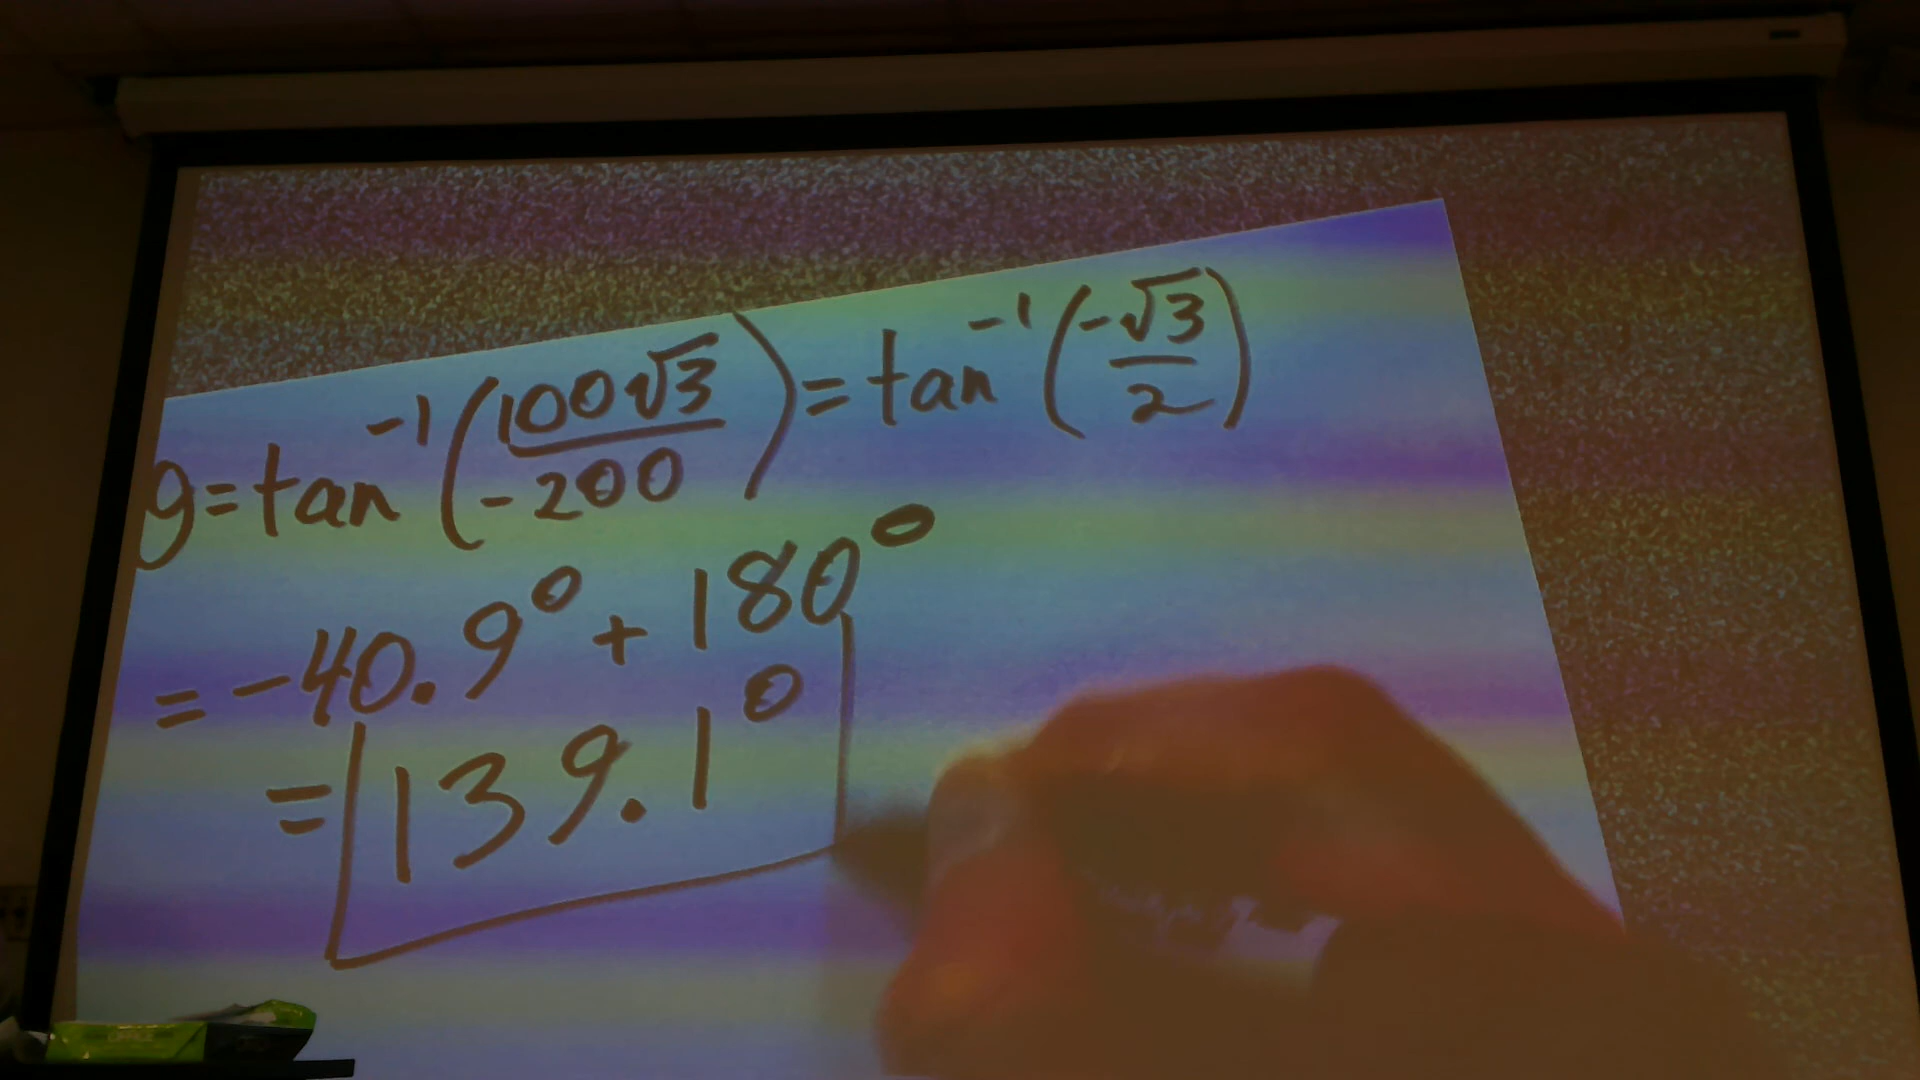 θ = tan⁻¹(100√3/-200) = tan⁻¹(-√3/2)
= -40.9° + 180°
= 139.1°